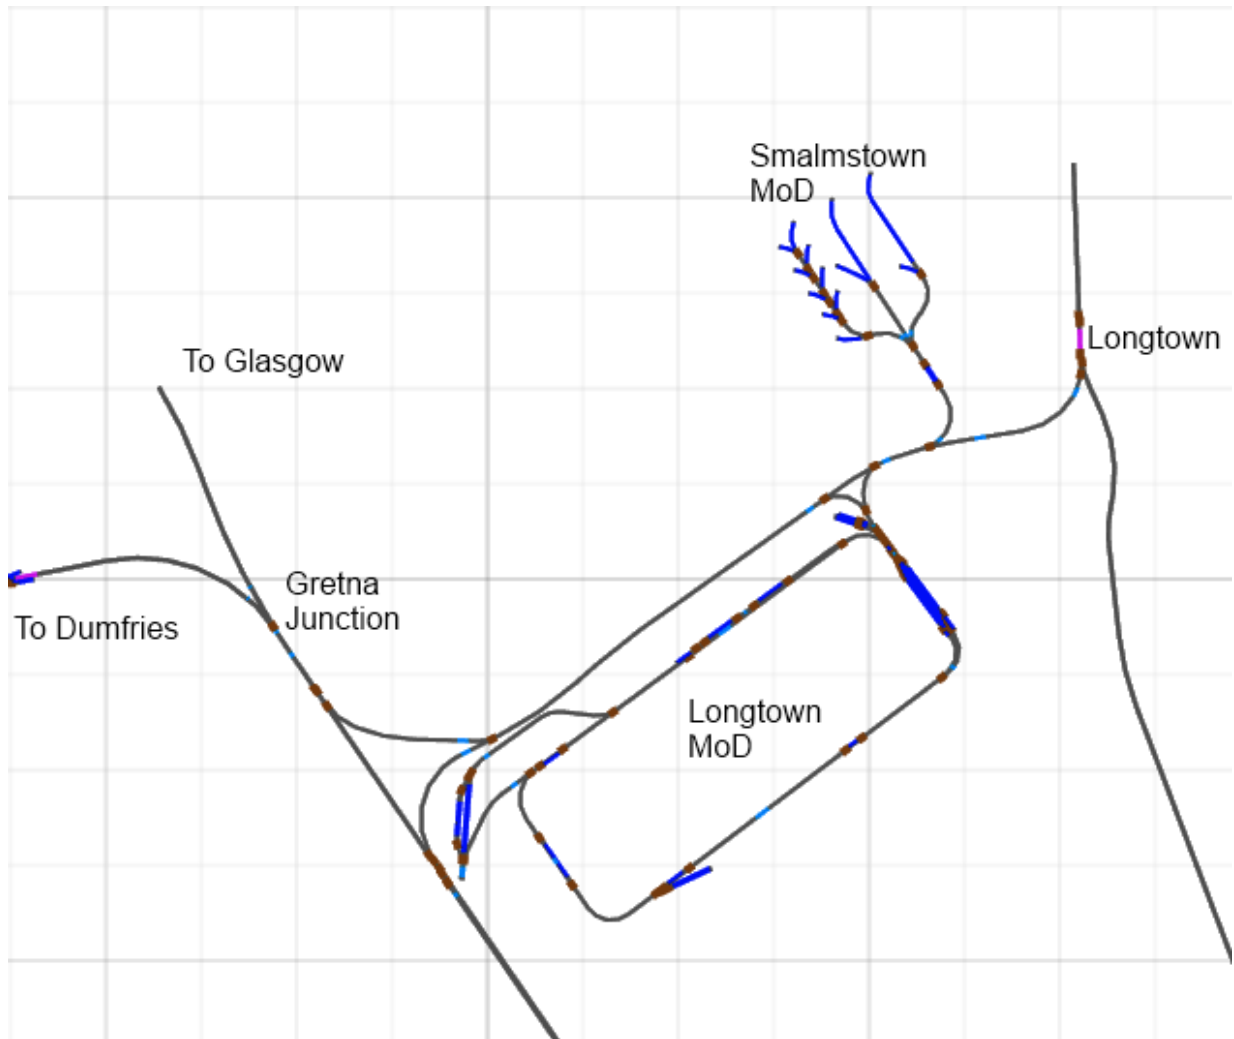 Smalmstown
MoD
Longtown
To Glasgow
Gretna
Junction
To Dumfries
Longtown
MoD